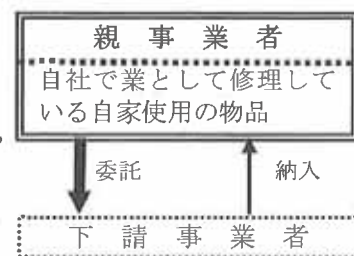 親事業者
自社で業として修理して
いる自家使用の物品
委託
納入
下請事業者